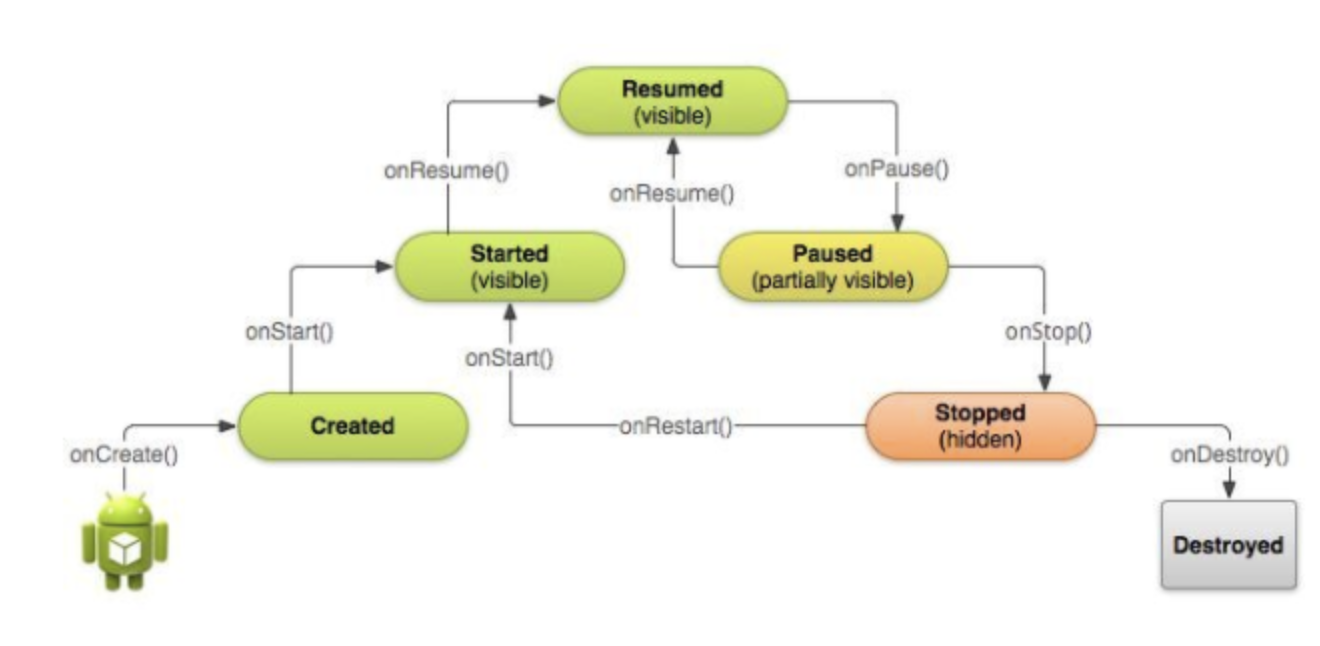 Resumed
(visible)
onResume()
onResume()
onPause()
Started
(visible)
Paused
(partially visible)
onStart()
onStart()
onStop()
Created
onRestart()
Stopped
(hidden)
onCreate()
onDestroy()
Destroyed